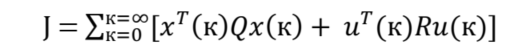 J = ∑_{к=0}^{к=∞}[x^T(к)Qx(к) + u^T(к)Ru(к)]